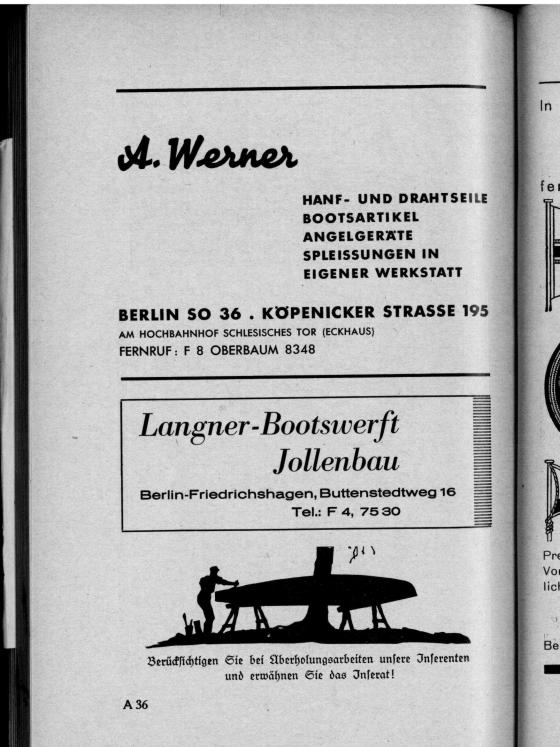 A. Werner
HANF- UND DRAHTSEILE
BOOTSARTIKEL
ANGELGERÄTE
SPLEISSUNGEN IN
EIGENER WERKSTATT
BERLIN SO 36 . KÖPENICKER STRASSE 195
AM HOCHBAHNHOF SCHLESISCHES TOR (ECKHAUS)
FERNRUF: F 8 OBERBAUM 8348
Langner-Bootswerft
Jollenbau
Berlin-Friedrichshagen, Buttenstedtweg 16
Tel.: F 4, 75 30
Berücksichtigen Sie bei Überholungsarbeiten unsere Inserenten
und erwähnen Sie das Inserat!
A 36
In
fer
Pre
Vor
lich
Be